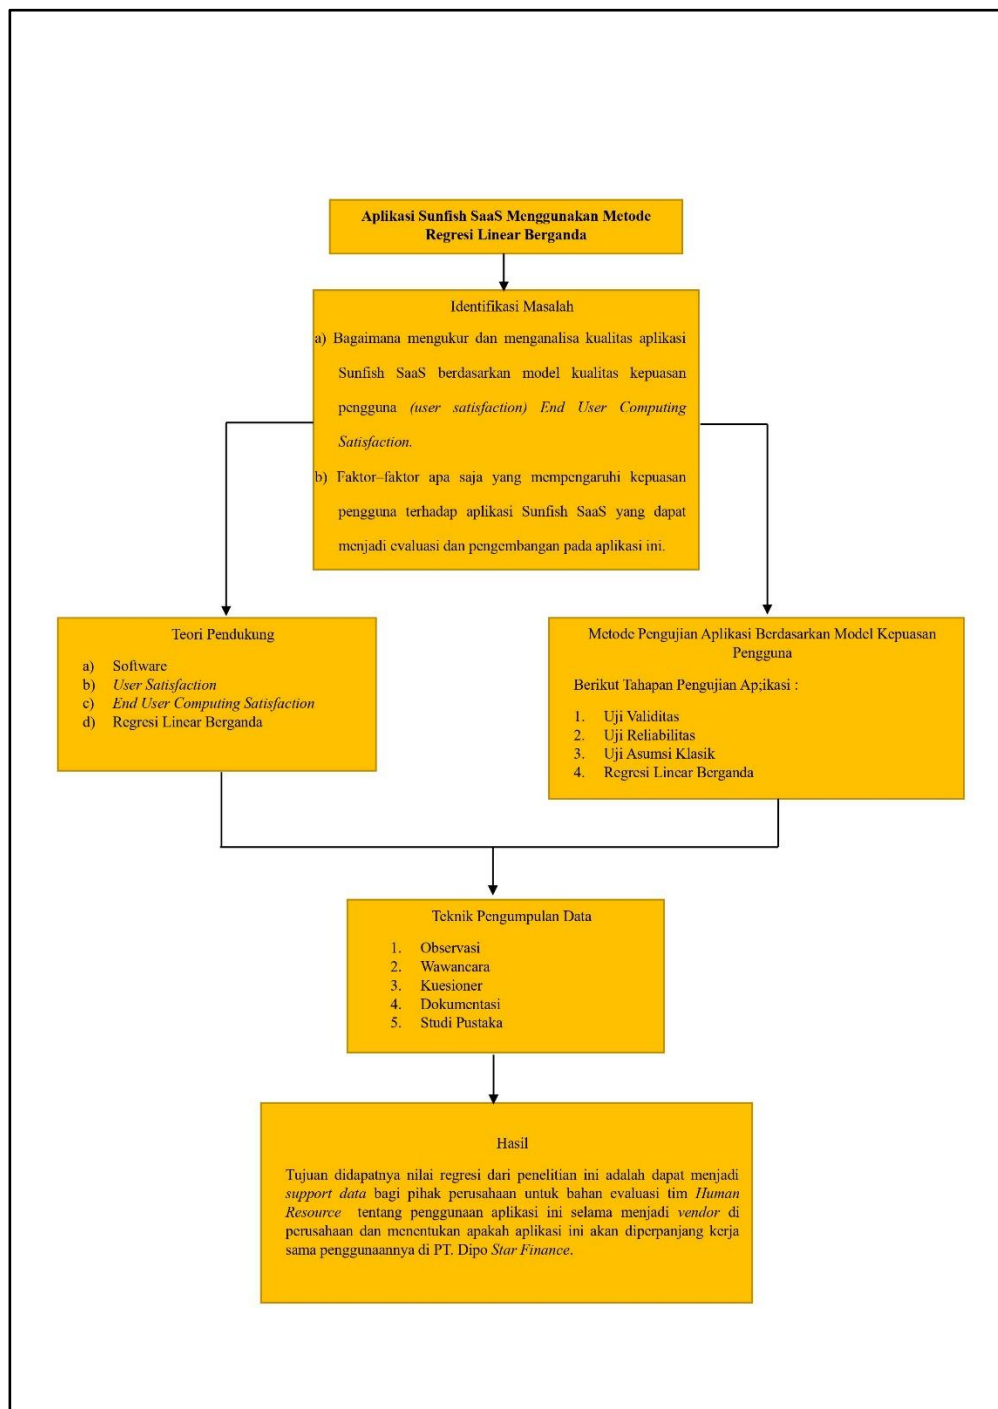 Aplikasi Sunfish SaaS Menggunakan Metode
Regresi Linear Berganda
Identifikasi Masalah
a) Bagaimana mengukur dan menganalisa kualitas aplikasi
Sunfish SaaS berdasarkan model kualitas kepuasan
pengguna (user satisfaction) End User Computing
Satisfaction.
b) Faktor–faktor apa saja yang mempengaruhi kepuasan
pengguna terhadap aplikasi Sunfish SaaS yang dapat
menjadi evaluasi dan pengembangan pada aplikasi ini.
Teori Pendukung
a) Software
b) User Satisfaction
c) End User Computing Satisfaction
d) Regresi Linear Berganda
Metode Pengujian Aplikasi Berdasarkan Model Kepuasan
Pengguna
Berikut Tahapan Pengujian Ap;ikasi :
1. Uji Validitas
2. Uji Reliabilitas
3. Uji Asumsi Klasik
4. Regresi Linear Berganda
Teknik Pengumpulan Data
1. Observasi
2. Wawancara
3. Kuesioner
4. Dokumentasi
5. Studi Pustaka
Hasil
Tujuan didapatnya nilai regresi dari penelitian ini adalah dapat menjadi
support data bagi pihak perusahaan untuk bahan evaluasi tim Human
Resource tentang penggunaan aplikasi ini selama menjadi vendor di
perusahaan dan menentukan apakah aplikasi ini akan diperpanjang kerja
sama penggunaannya di PT. Dipo Star Finance.